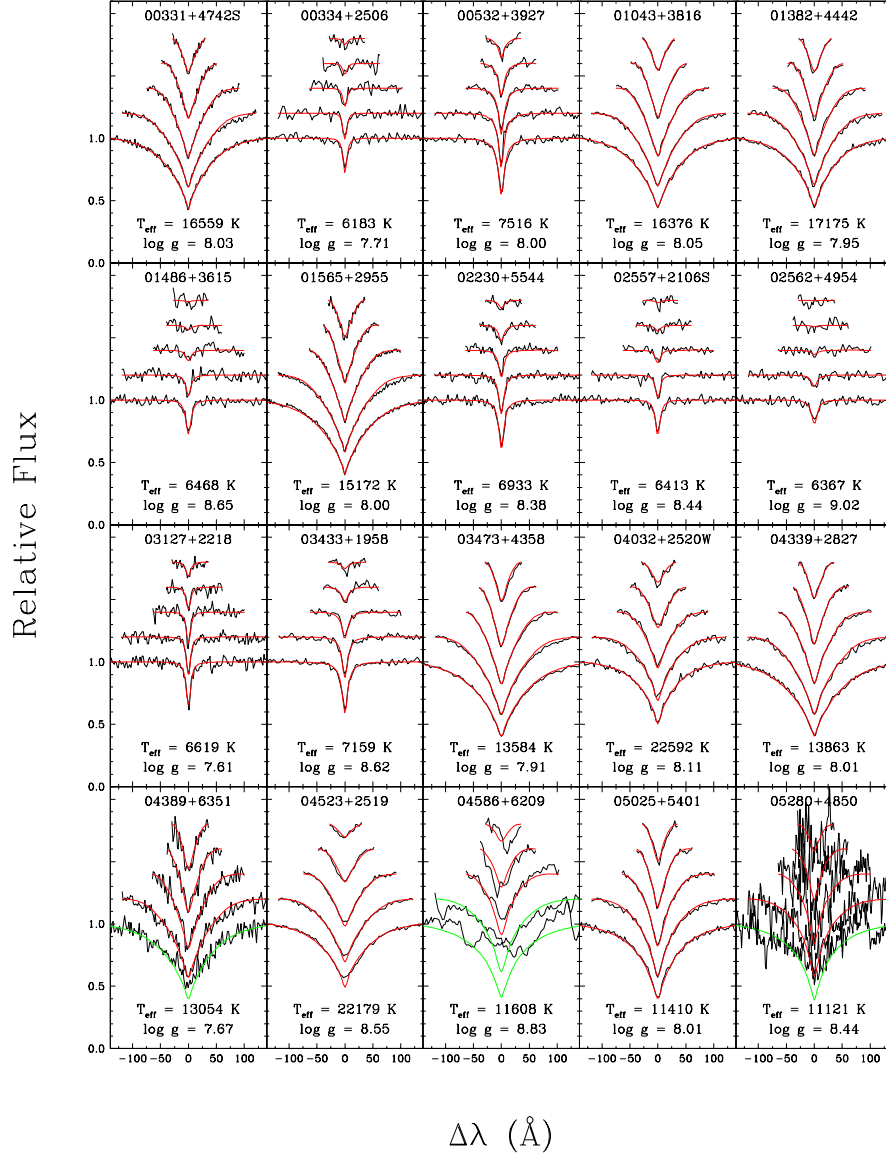 00331+4742S 00334+2506 00532+3927 01043+3816 01382+4442
1.0
0.5
T_eff = 16559 K T_eff = 6183 K T_eff = 7516 K T_eff = 16376 K T_eff = 17175 K
log g = 8.03 log g = 7.71 log g = 8.00 log g = 8.05 log g = 7.95
0.0
01486+3615 01565+2955 02230+5544 02557+2106S 02562+4954
1.0
0.5
T_eff = 6468 K T_eff = 15172 K T_eff = 6933 K T_eff = 6413 K T_eff = 6367 K
log g = 8.65 log g = 8.00 log g = 8.38 log g = 8.44 log g = 9.02
0.0
Relative Flux
03127+2218 03433+1958 03473+4358 04032+2520W 04339+2827
1.0
0.5
T_eff = 6619 K T_eff = 7159 K T_eff = 13584 K T_eff = 22592 K T_eff = 13863 K
log g = 7.61 log g = 8.62 log g = 7.91 log g = 8.11 log g = 8.01
0.0
04389+6351 04523+2519 04586+6209 05025+5401 05280+4850
1.0
0.5
T_eff = 13054 K T_eff = 22179 K T_eff = 11608 K T_eff = 11410 K T_eff = 11121 K
log g = 7.67 log g = 8.55 log g = 8.83 log g = 8.01 log g = 8.44
0.0
-100 -50 0 50 100 -100 -50 0 50 100 -100 -50 0 50 100 -100 -50 0 50 100 -100 -50 0 50 100
Δλ (Å)